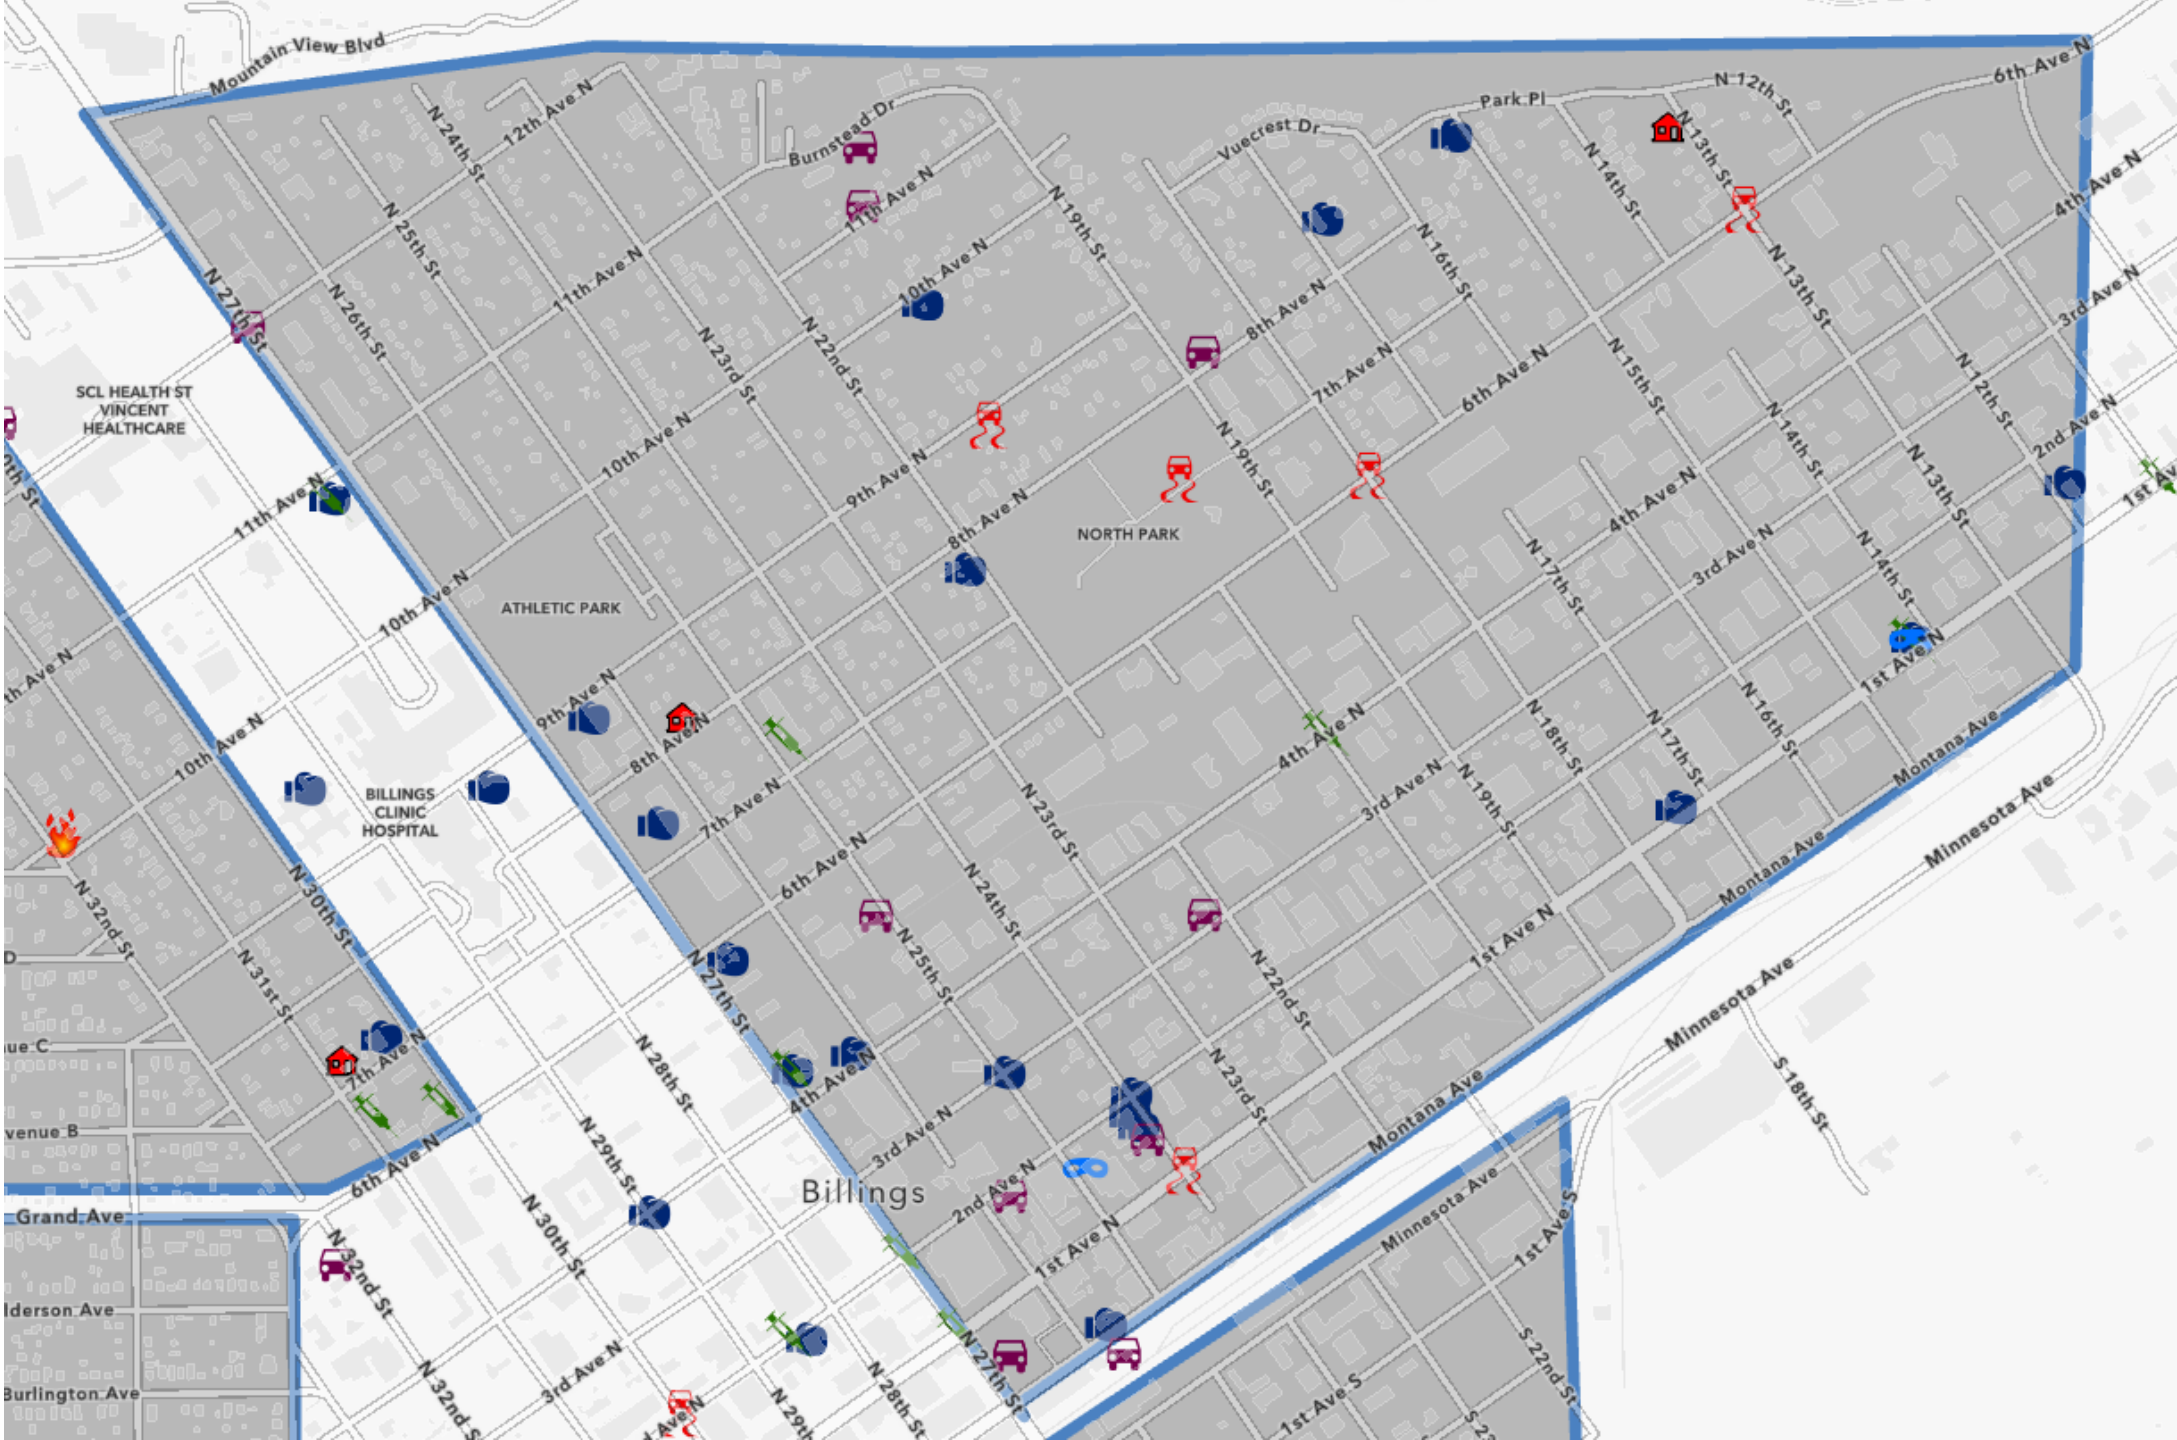 Mountain View Blvd
N 12th St
6th Ave N
Park Pl
Burnstead Dr
Vuecrest Dr
12th Ave N
N 24th St
N 13th St
N 14th St
4th Ave N
11th Ave N
N 19th St
N 25th St
10th Ave N
N 16th St
N 27th St
N 26th St
11th Ave N
8th Ave N
N 13th St
3rd Ave N
N 22nd St
N 23rd St
7th Ave N
6th Ave N
N 15th St
N 12th St
SCL HEALTH ST
VINCENT
HEALTHCARE
10th Ave N
9th Ave N
N 19th St
N 14th St
N 13th St
2nd Ave N
11th Ave N
8th Ave N
4th Ave N
NORTH PARK
N 17th St
3rd Ave N
N 14th St
10th Ave N
ATHLETIC PARK
9th Ave N
1st Ave N
8th Ave N
10th Ave N
4th Ave N
N 18th St
N 17th St
N 16th St
Montana Ave
BILLINGS
CLINIC
HOSPITAL
7th Ave N
3rd Ave N
N 19th St
Minnesota Ave
N 23rd St
6th Ave N
Montana Ave
N 32nd St
N 30th St
N 24th St
1st Ave N
N 25th St
D
N 31st St
N 27th St
N 22nd St
Minnesota Ave
7th Ave N
N 28th St
4th Ave N
N 23rd St
Montana Ave
S 18th St
N 29th St
3rd Ave N
6th Ave N
Billings
2nd Ave N
Minnesota Ave
1st Ave S
Grand Ave
N 30th St
1st Ave N
N 32nd St
N 27th St
3rd Ave N
S 22nd St
Burlington Ave
N 32nd S
N 28th St
N 29th
1st Ave S